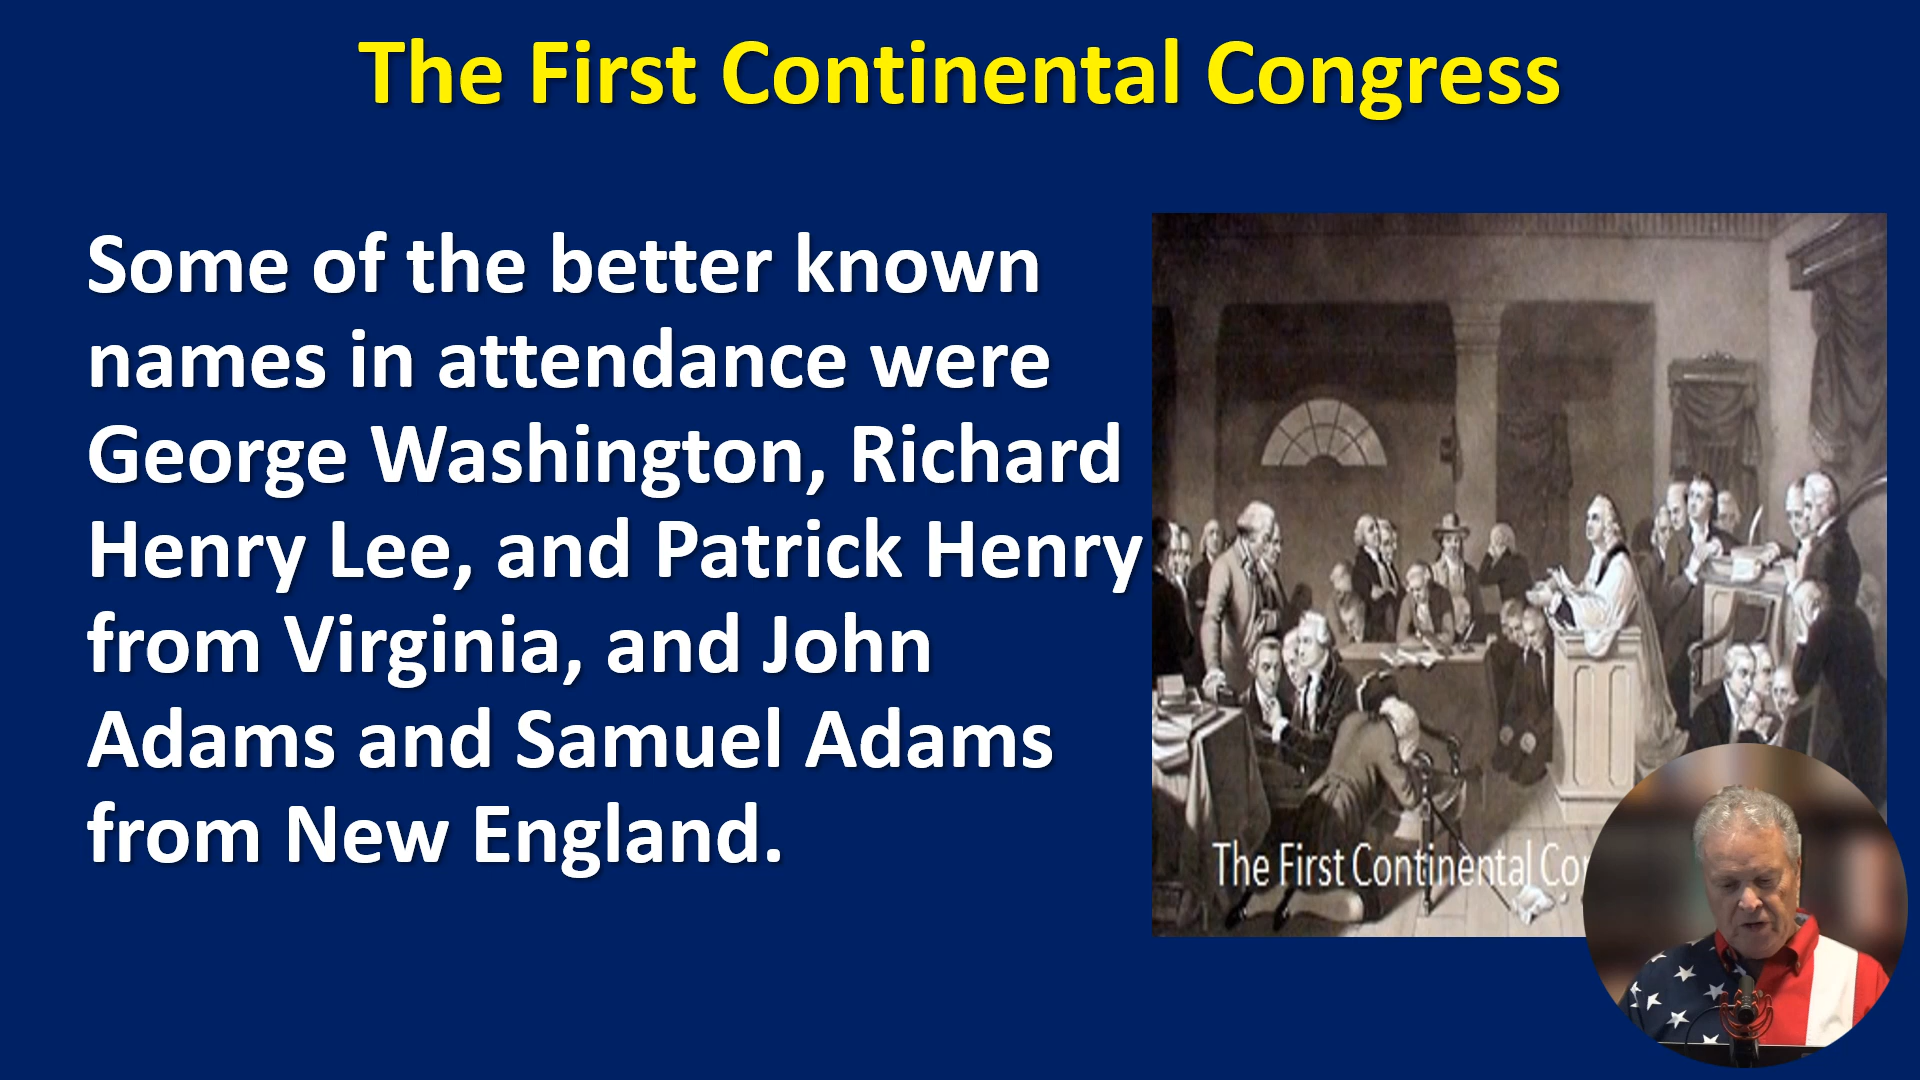 The First Continental Congress
Some of the better known
names in attendance were
George Washington, Richard
Henry Lee, and Patrick Henry
from Virginia, and John
Adams and Samuel Adams
from New England.
The First Continental